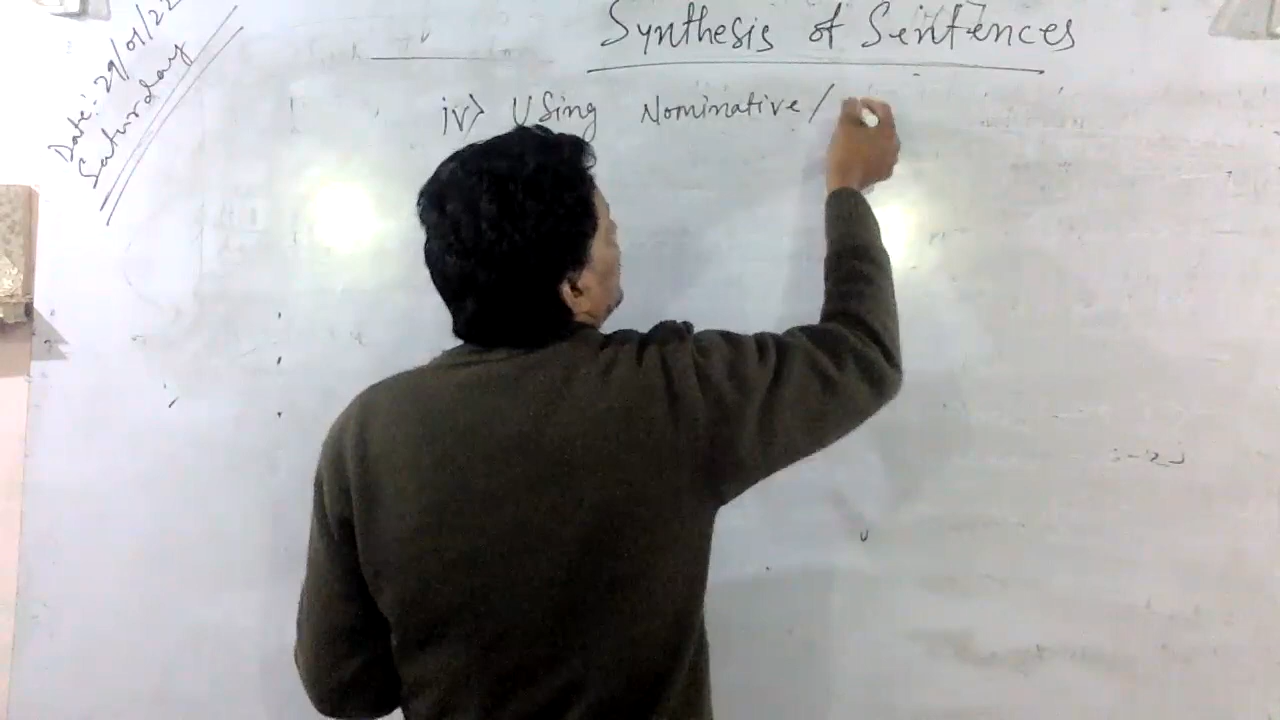 Date: 29/01/22
Saturday
Synthesis of Sentences
iv) Using Nominative/